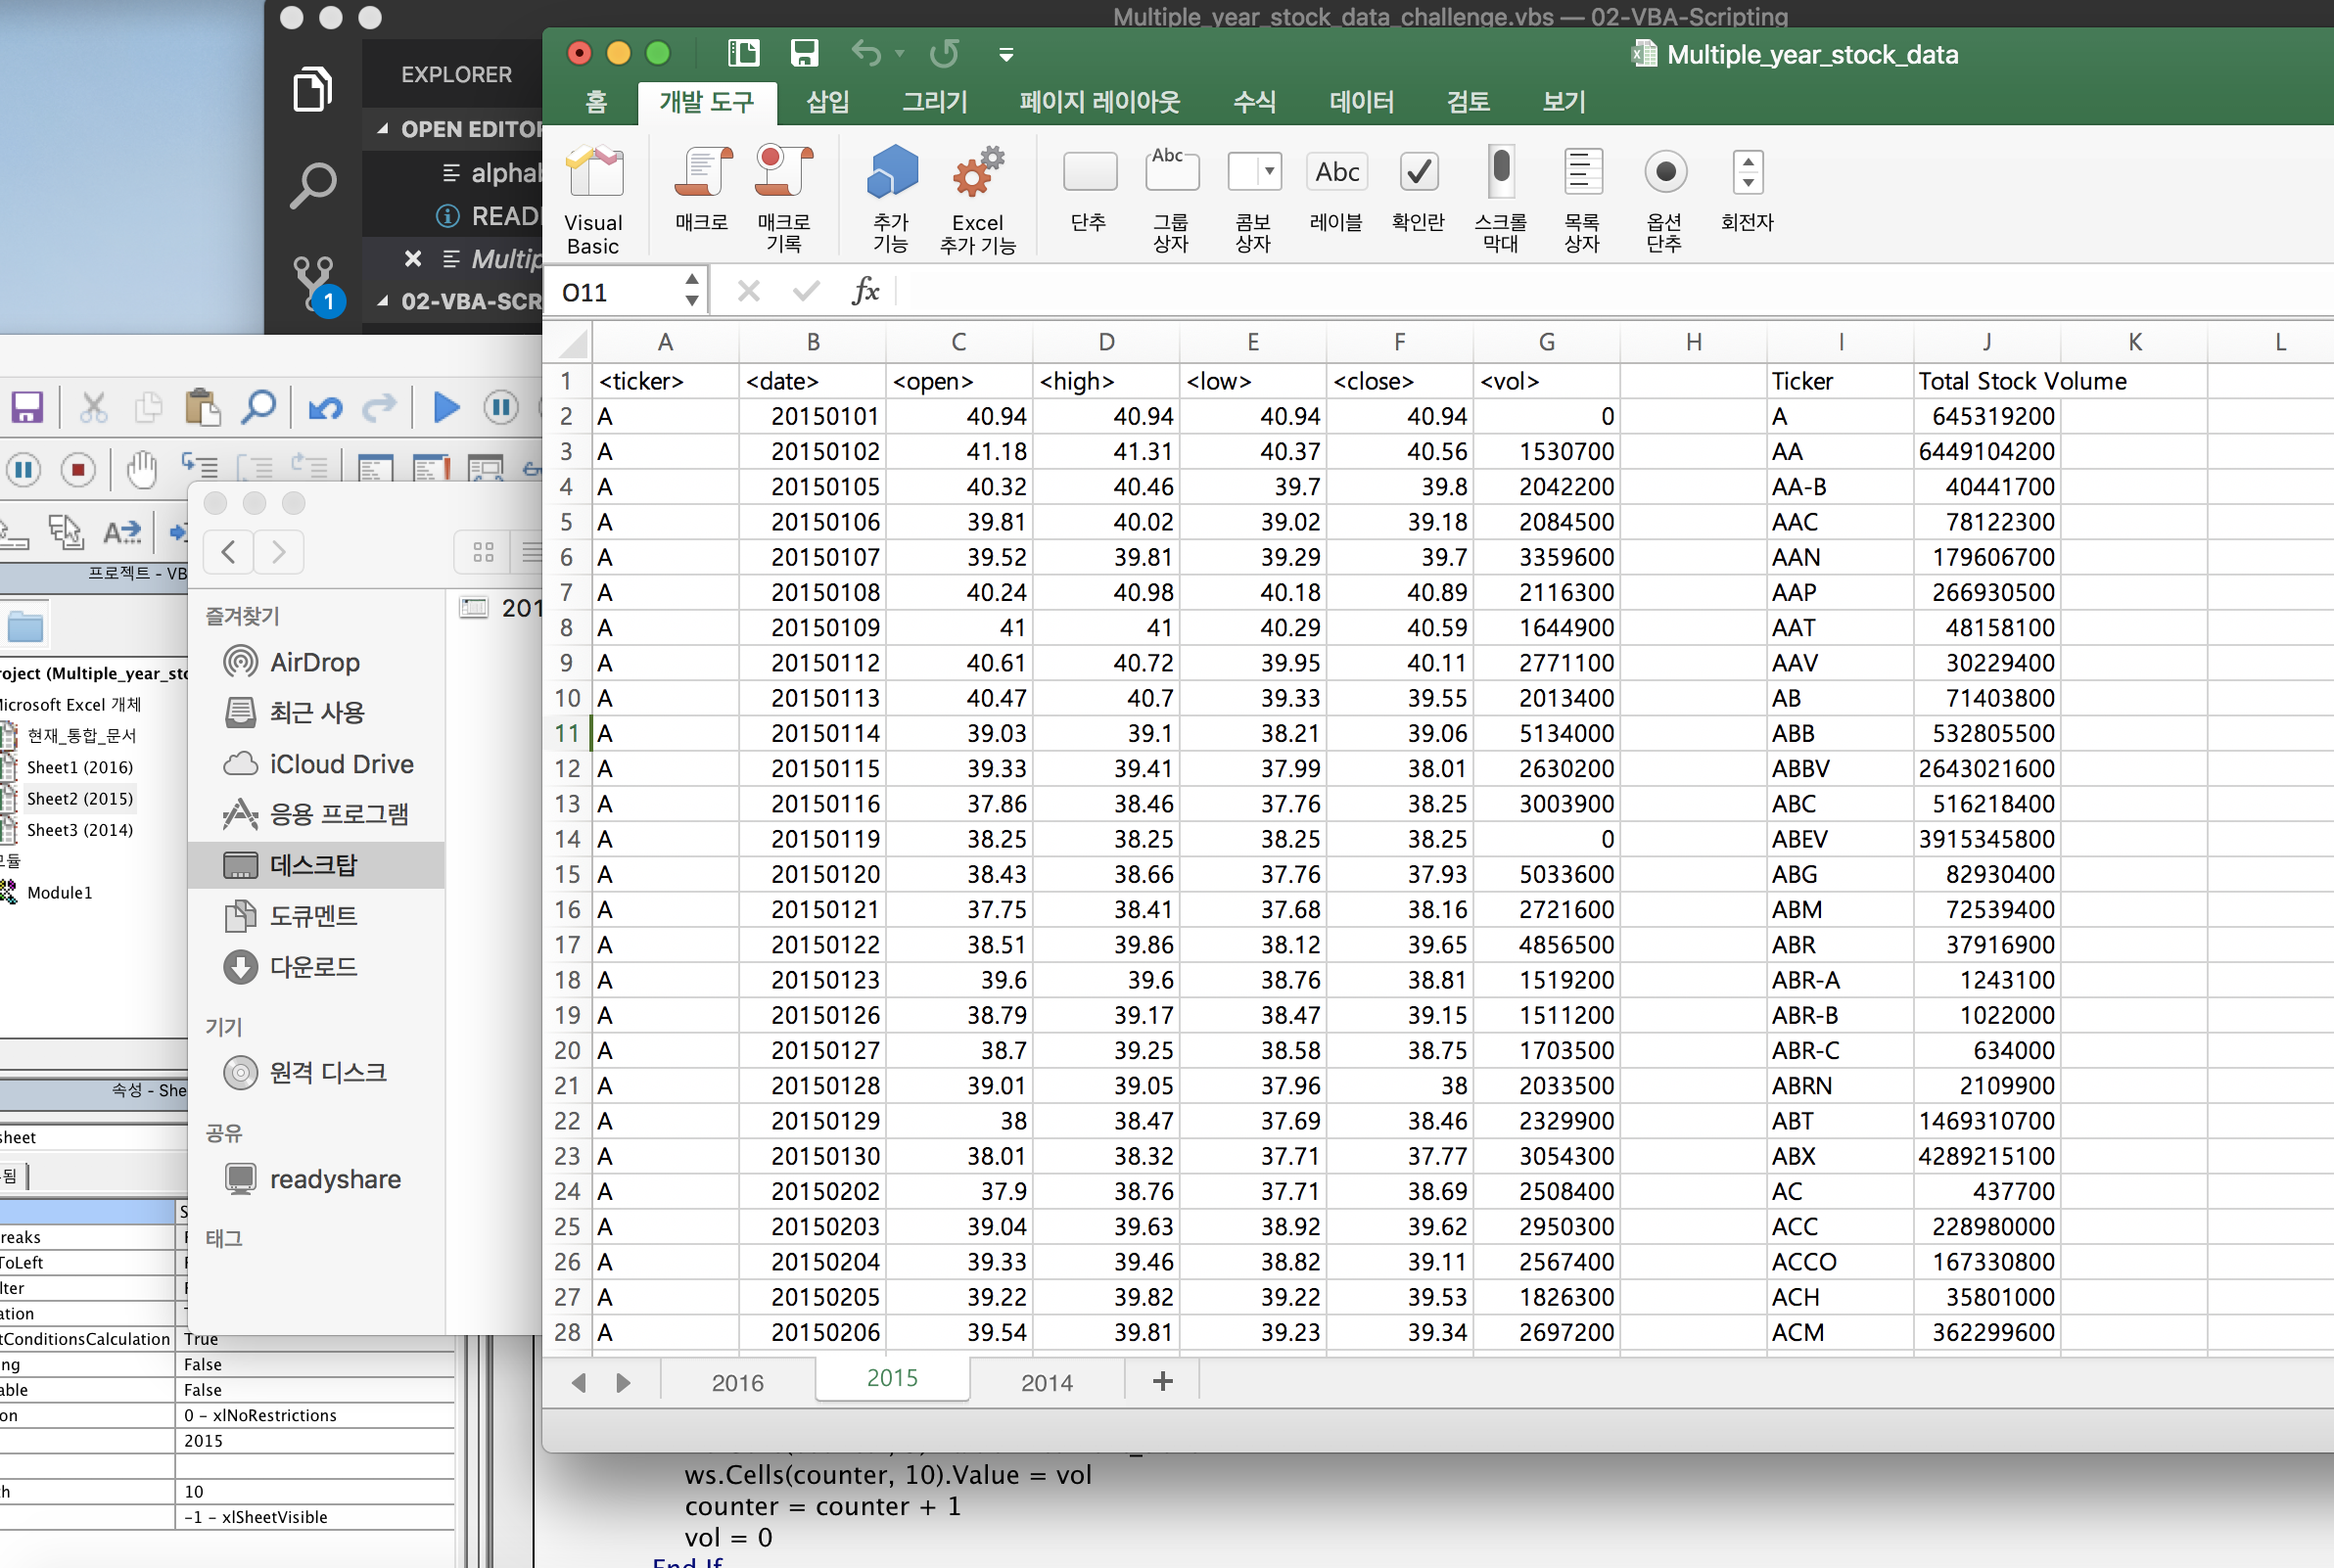 Multiple_year_stock_data_challenge.vbs — 02-VBA-Scripting
EXPLORER
OPEN EDITO
alphab
READ
Multip
02-VBA-SCR
1
Multiple_year_stock_data
홈 개발 도구 삽입 그리기 페이지 레이아웃 수식 데이터 검토 보기
Visual Basic
매크로
매크로 기록
추가 기능
Excel 추가 기능
단추
Abc
그룹 상자
콤보 상자
Abc
레이블
확인란
스크롤 막대
목록 상자
옵션 단추
회전자
O11 fx
A B C D E F G H I J K L
1 <ticker> <date> <open> <high> <low> <close> <vol> Ticker Total Stock Volume
2 A 20150101 40.94 40.94 40.94 40.94 0 A 645319200
3 A 20150102 41.18 41.31 40.37 40.56 1530700 AA 6449104200
4 A 20150105 40.32 40.46 39.7 39.8 2042200 AA-B 40441700
5 A 20150106 39.81 40.02 39.02 39.18 2084500 AAC 78122300
6 A 20150107 39.52 39.81 39.29 39.7 3359600 AAN 179606700
7 A 20150108 40.24 40.98 40.18 40.89 2116300 AAP 266930500
8 A 20150109 41 41 40.29 40.59 1644900 AAT 48158100
9 A 20150112 40.61 40.72 39.95 40.11 2771100 AAV 30229400
10 A 20150113 40.47 40.7 39.33 39.55 2013400 AB 71403800
11 A 20150114 39.03 39.1 38.21 39.06 5134000 ABB 532805500
12 A 20150115 39.33 39.41 37.99 38.01 2630200 ABBV 2643021600
13 A 20150116 37.86 38.46 37.76 38.25 3003900 ABC 516218400
14 A 20150119 38.25 38.25 38.25 38.25 0 ABEV 3915345800
15 A 20150120 38.43 38.66 37.76 37.93 5033600 ABG 82930400
16 A 20150121 37.75 38.41 37.68 38.16 2721600 ABM 72539400
17 A 20150122 38.51 39.86 38.12 39.65 4856500 ABR 37916900
18 A 20150123 39.6 39.6 38.76 38.81 1519200 ABR-A 1243100
19 A 20150126 38.79 39.17 38.47 39.15 1511200 ABR-B 1022000
20 A 20150127 38.7 39.25 38.58 38.75 1703500 ABR-C 634000
21 A 20150128 39.01 39.05 37.96 38 2033500 ABRN 2109900
22 A 20150129 38 38.47 37.69 38.46 2329900 ABT 1469310700
23 A 20150130 38.01 38.32 37.71 37.77 3054300 ABX 4289215100
24 A 20150202 37.9 38.76 37.71 38.69 2508400 AC 437700
25 A 20150203 39.04 39.63 38.92 39.62 2950300 ACC 228980000
26 A 20150204 39.33 39.46 38.82 39.11 2567400 ACCO 167330800
27 A 20150205 39.22 39.82 39.22 39.53 1826300 ACH 35801000
28 A 20150206 39.54 39.81 39.23 39.34 2697200 ACM 362299600
2016 2015 2014 +
프로젝트 - VB
roject (Multiple_year_sto
icrosoft Excel 개체
현재_통합_문서
Sheet1 (2016)
Sheet2 (2015)
Sheet3 (2014)
모듈
Module1
속성 - She
sheet
됨
reaks
ToLeft
lter
ation
tConditionsCalculation True
ng False
able False
on 0 - xlNoRestrictions
2015
h 10
-1 - xlSheetVisible
즐겨찾기
AirDrop
최근 사용
iCloud Drive
응용 프로그램
데스크탑
도큐멘트
다운로드
기기
원격 디스크
공유
readyshare
태그
201
ws.Cells(counter, 10).Value = vol
counter = counter + 1
vol = 0
End If